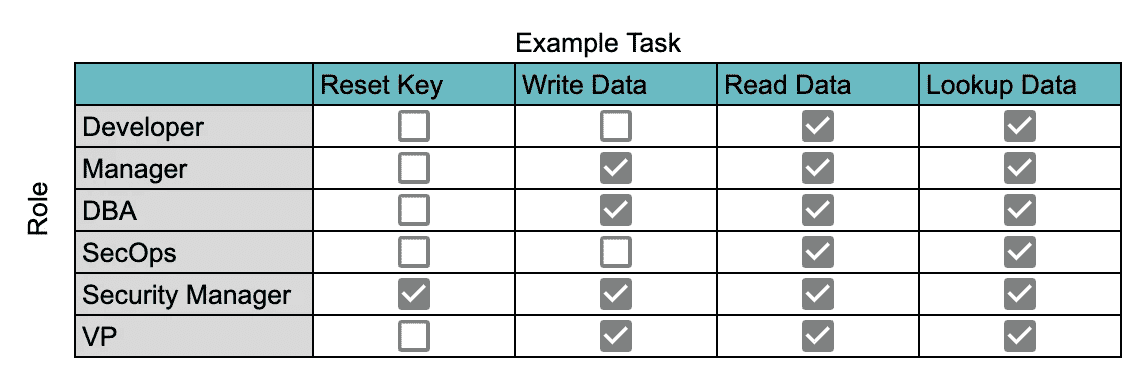 Example Task
Reset Key Write Data Read Data Lookup Data
Developer
Manager
DBA
SecOps
Security Manager
VP
Role